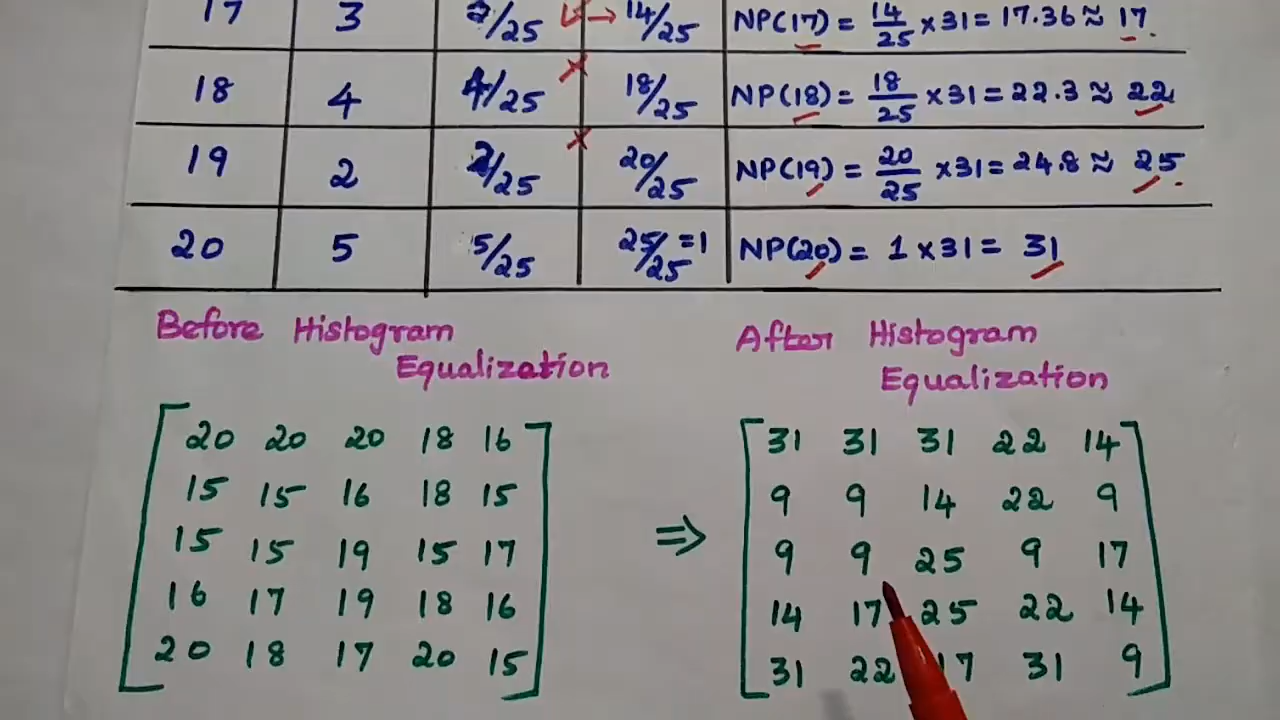 17 3 /25 14/25 NP(17) = 14/25 × 31 = 17.36 ≈ 17.
18 4 4/25 18/25 NP(18) = 18/25 × 31 = 22.3 ≈ 22
19 2 2/25 20/25 NP(19) = 20/25 × 31 = 24.8 ≈ 25.
20 5 5/25 25/25 = 1 NP(20) = 1 × 31 = 31
Before Histogram
Equalization
After Histogram
Equalization
20 20 20 18 16
15 15 16 18 15
15 15 19 15 17
16 17 19 18 16
20 18 17 20 15
⇒
31 31 31 22 14
9 9 14 22 9
9 9 25 9 17
14 17 25 22 14
31 22 17 31 9